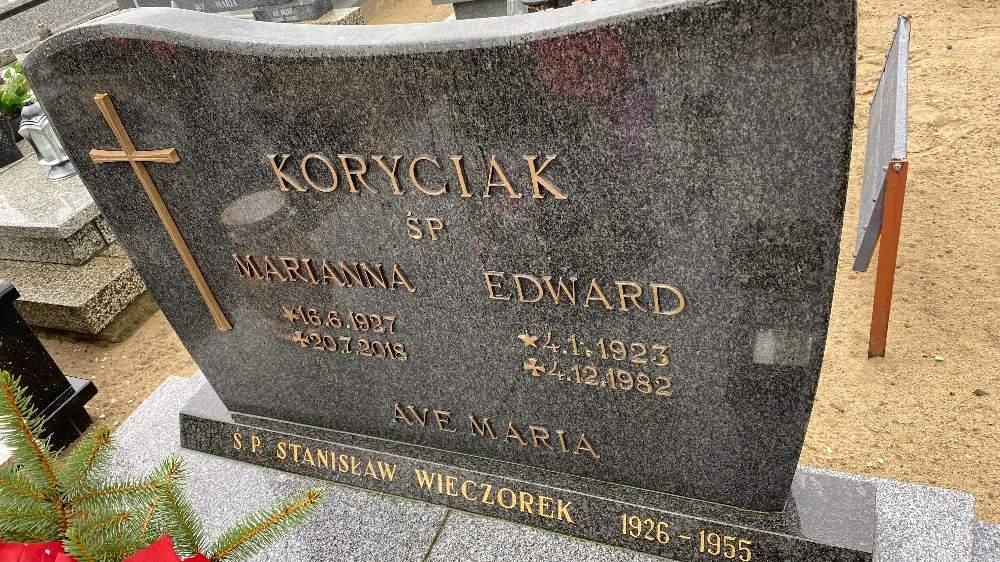 KORYCIAK
ŚP
MARIANNA
*16.6.1927
✠20.7.2018
EDWARD
*4.1.1923
✠4.12.1982
AVE MARIA
S P. STANISŁAW WIECZOREK 1926 - 1955